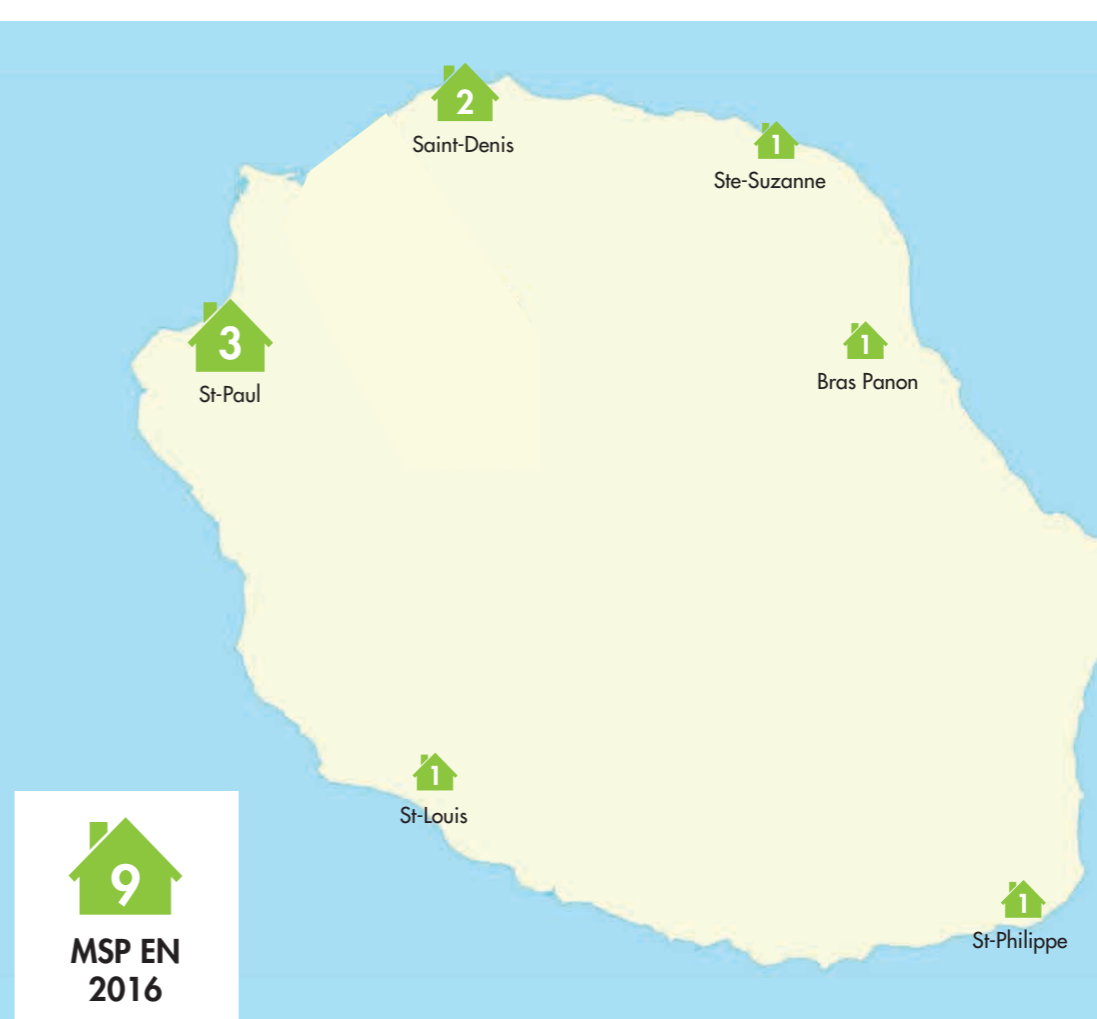 2
Saint-Denis
1
Ste-Suzanne
3
St-Paul
1
Bras Panon
1
St-Louis
1
St-Philippe
9
MSP EN
2016